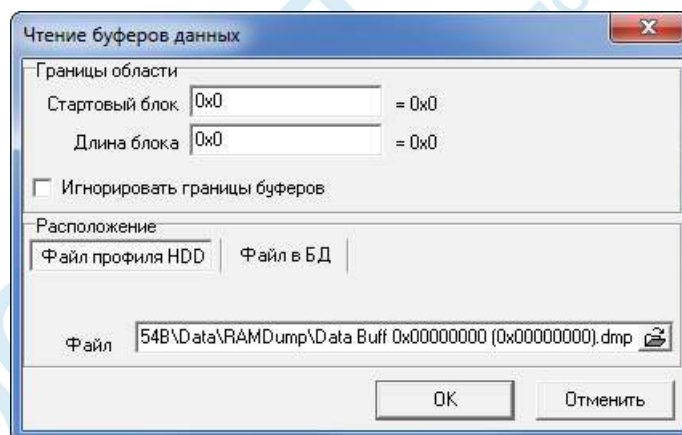 Чтение буферов данных
Границы области
Стартовый блок 0x0 = 0x0
Длина блока 0x0 = 0x0
Игнорировать границы буферов
Расположение
Файл профиля HDD Файл в БД
Файл 54B\Data\RAMDump\Data Buff 0x00000000 (0x00000000).dmp
OK Отменить